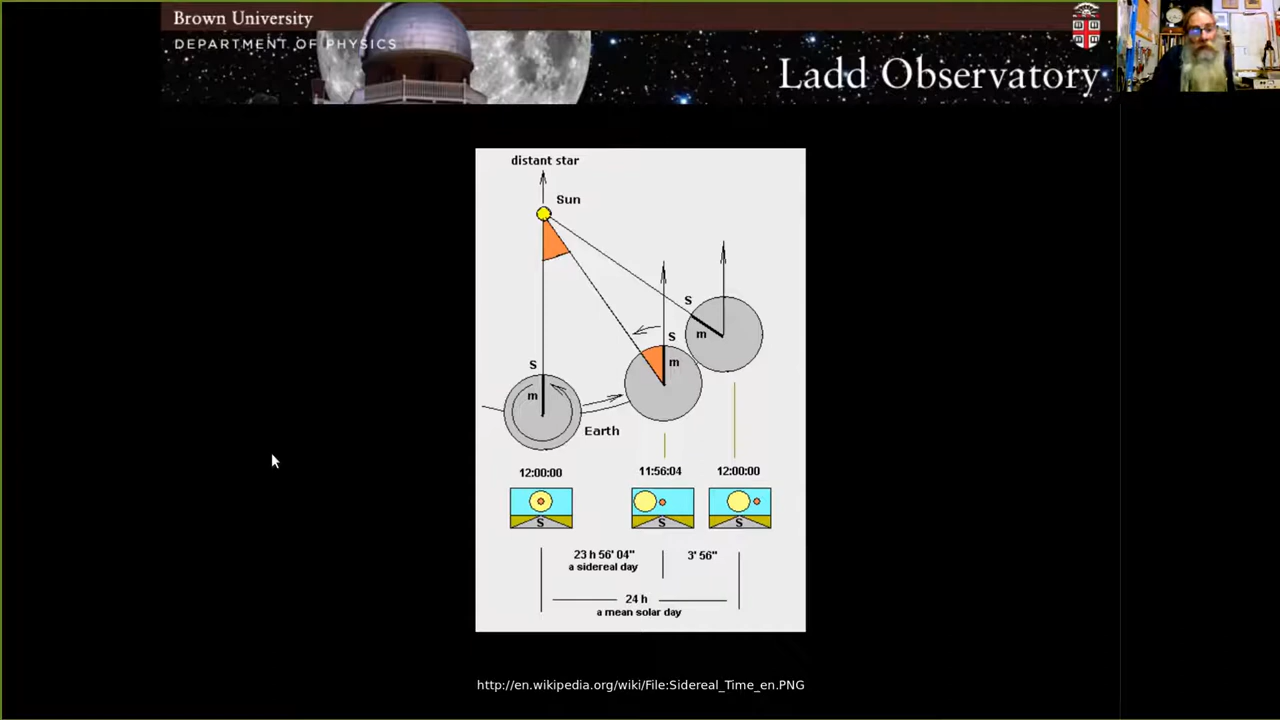 Brown University
DEPARTMENT OF PHYSICS
Ladd Observatory
distant star
Sun
S
m
S
m
S
m
Earth
12:00:00
11:56:04
12:00:00
S
S
S
23 h 56' 04"
a sidereal day
3' 56"
24 h
a mean solar day
http://en.wikipedia.org/wiki/File:Sidereal_Time_en.PNG